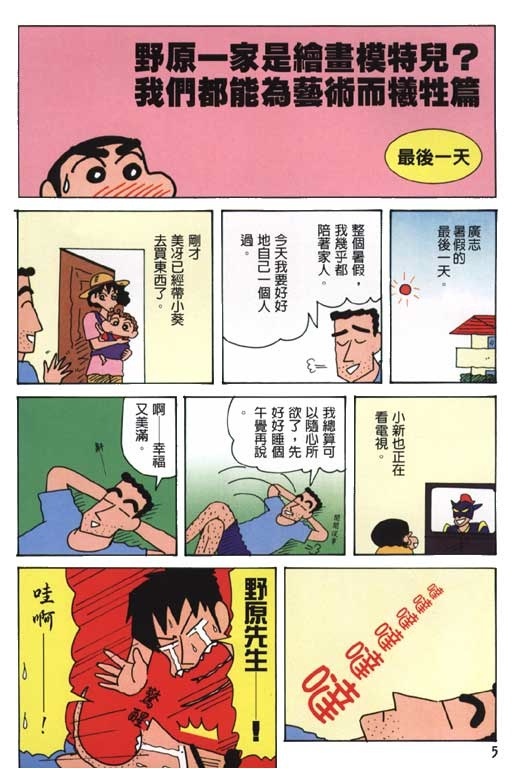 野原一家是繪畫模特兒?
我們都能為藝術而犧牲篇
最後一天
廣志
暑假的
最後一天。
整個暑假，
我幾乎都
陪著家人。
今天我要好好
地自己一個人
過。
剛才
美冴已經帶小葵
去買東西了。
小新也正在
看電視。
我總算可
以隨心所
欲了，先
好好睡個
午覺再說
啊──幸福
又美滿。
噠噠噠噠噠噠
野原先生──!
驚醒
哇啊──!
5